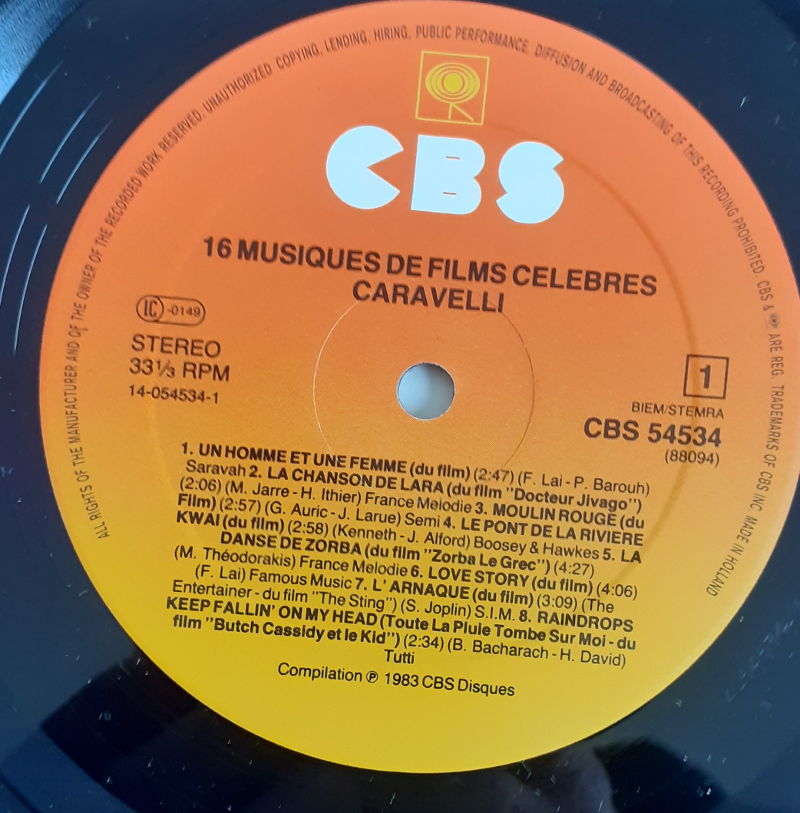 ALL RIGHTS OF THE MANUFACTURER AND OF THE OWNER OF THE RECORDED WORK RESERVED. UNAUTHORIZED COPYING, LENDING, HIRING, PUBLIC PERFORMANCE, DIFFUSION AND BROADCASTING OF THIS RECORDING PROHIBITED. CBS & ARE REG. TRADEMARKS OF CBS INC. MADE IN HOLLAND
CBS
16 MUSIQUES DE FILMS CELEBRES
CARAVELLI
IC -0149
STEREO
33⅓ RPM
14-054534-1
1
BIEM/STEMRA
CBS 54534
(88094)
1. UN HOMME ET UNE FEMME (du film) (2:47) (F. Lai - P. Barouh)
Saravah 2. LA CHANSON DE LARA (du film "Docteur Jivago")
(2:06) (M. Jarre - H. Ithier) France Melodie 3. MOULIN ROUGE (du
Film) (2:57) (G. Auric - J. Larue) Semi 4. LE PONT DE LA RIVIERE
KWAI (du film) (2:58) (Kenneth - J. Alford) Boosey & Hawkes 5. LA
DANSE DE ZORBA (du film "Zorba Le Grec") (4:27)
(M. Théodorakis) France Melodie 6. LOVE STORY (du film) (4:06)
(F. Lai) Famous Music 7. L'ARNAQUE (du film) (3:09) (The
Entertainer - du film "The Sting") (S. Joplin) S.I.M. 8. RAINDROPS
KEEP FALLIN' ON MY HEAD (Toute La Pluie Tombe Sur Moi - du
film "Butch Cassidy et le Kid") (2:34) (B. Bacharach - H. David)
Tutti
Compilation ℗ 1983 CBS Disques